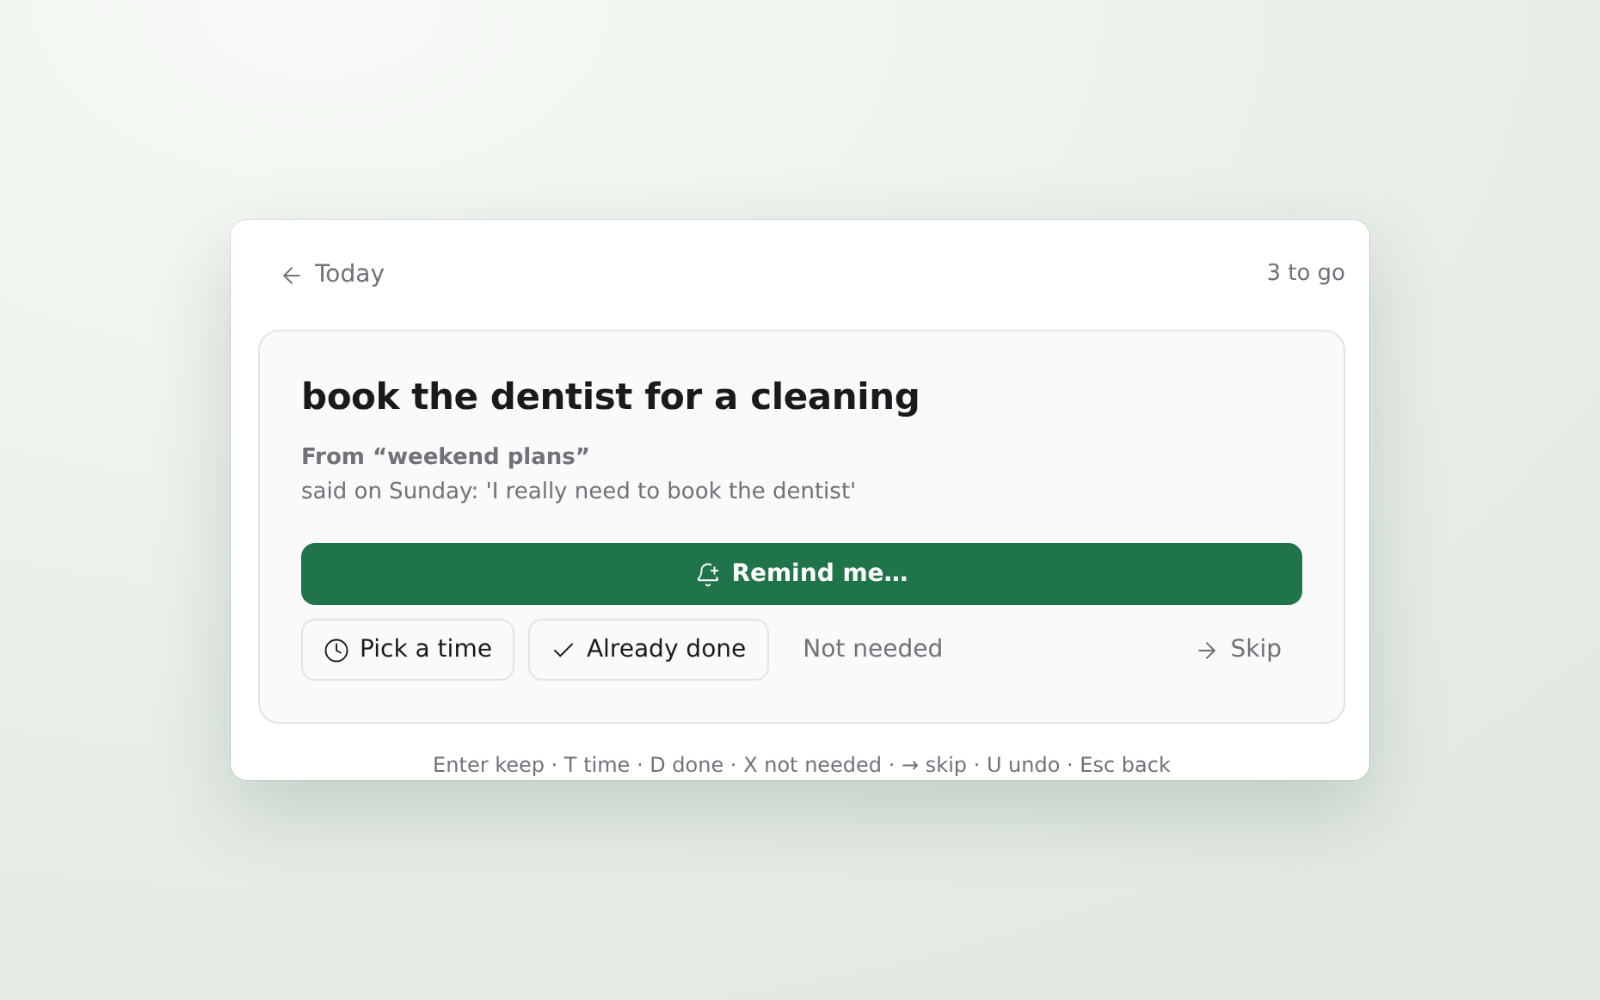 ← Today
3 to go
book the dentist for a cleaning
From “weekend plans”
said on Sunday: 'I really need to book the dentist'
Remind me…
Pick a time
Already done
Not needed
→ Skip
Enter keep · T time · D done · X not needed · → skip · U undo · Esc back